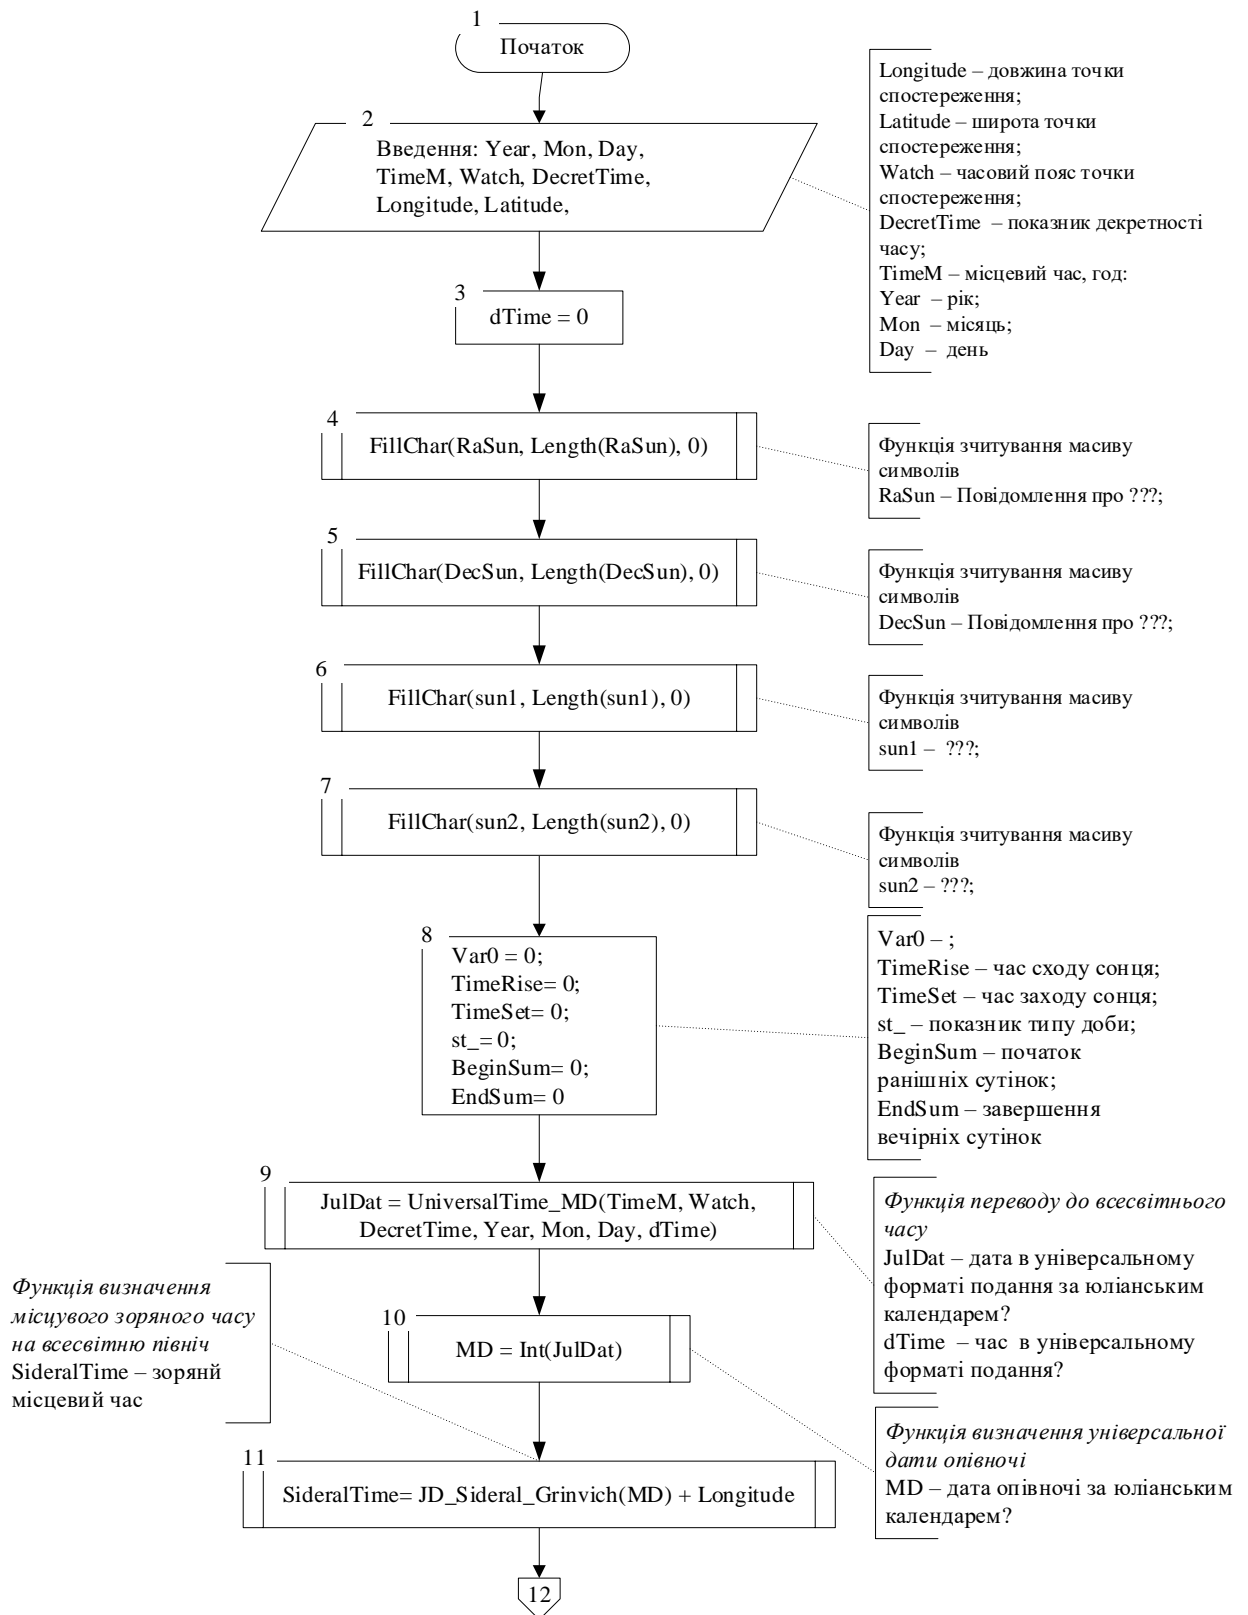 1
Початок
2
Введення: Year, Mon, Day,
TimeM, Watch, DecretTime,
Longitude, Latitude,
Longitude – довжина точки
спостереження;
Latitude – широта точки
спостереження;
Watch – часовий пояс точки
спостереження;
DecretTime – показник декретності
часу;
TimeM – місцевий час, год:
Year – рік;
Mon – місяць;
Day – день
3
dTime = 0
4
FillChar(RaSun, Length(RaSun), 0)
Функція зчитування масиву
символів
RaSun – Повідомлення про ???;
5
FillChar(DecSun, Length(DecSun), 0)
Функція зчитування масиву
символів
DecSun – Повідомлення про ???;
6
FillChar(sun1, Length(sun1), 0)
Функція зчитування масиву
символів
sun1 – ???;
7
FillChar(sun2, Length(sun2), 0)
Функція зчитування масиву
символів
sun2 – ???;
8
Var0 = 0;
TimeRise= 0;
TimeSet= 0;
st_= 0;
BeginSum= 0;
EndSum= 0
Var0 – ;
TimeRise – час сходу сонця;
TimeSet – час заходу сонця;
st_ – показник типу доби;
BeginSum – початок
ранішніх сутінок;
EndSum – завершення
вечірніх сутінок
9
JulDat = UniversalTime_MD(TimeM, Watch,
DecretTime, Year, Mon, Day, dTime)
Функція переводу до всесвітнього
часу
JulDat – дата в універсальному
форматі подання за юліанським
календарем?
dTime – час в універсальному
форматі подання?
10
MD = Int(JulDat)
Функція визначення універсальної
дати опівночі
MD – дата опівночі за юліанським
календарем?
Функція визначення
місцувого зоряного часу
на всесвітню північ
SideralTime – зорянй
місцевий час
11
SideralTime= JD_Sideral_Grinvich(MD) + Longitude
12